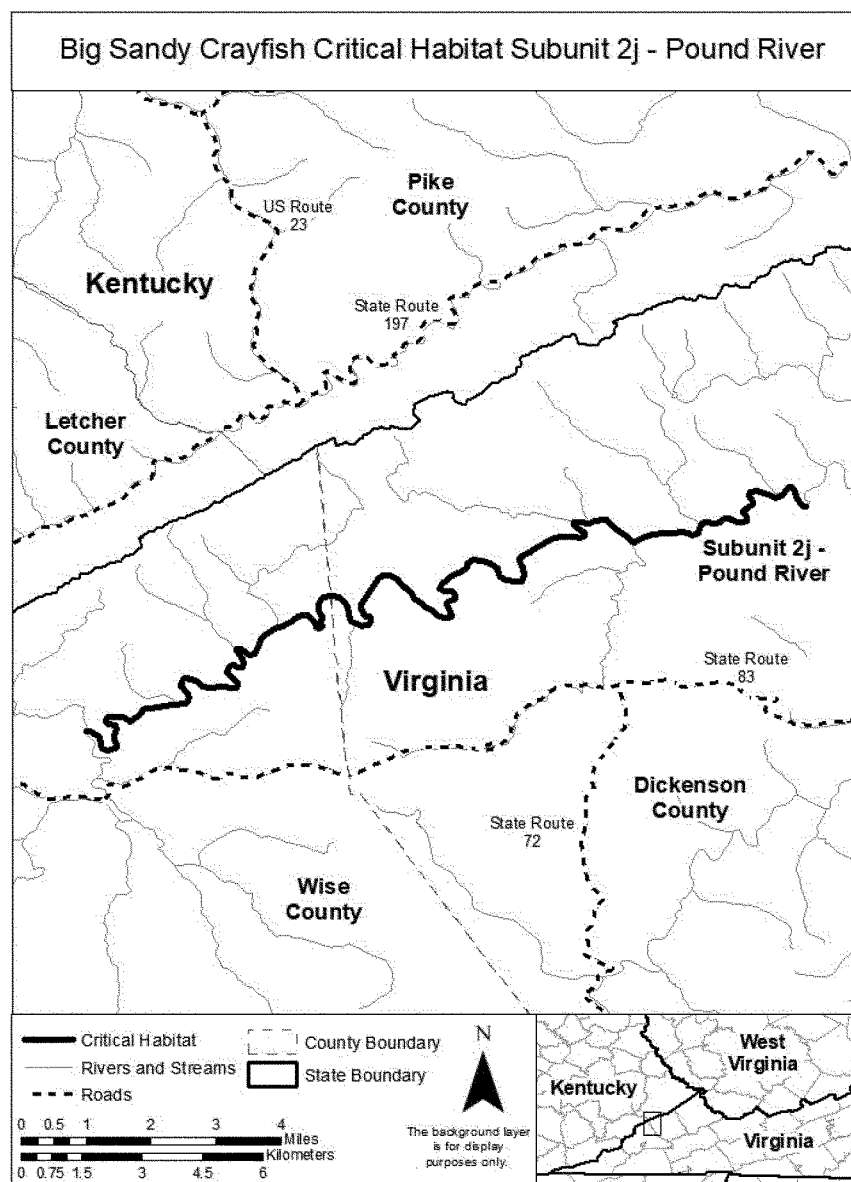 Big Sandy Crayfish Critical Habitat Subunit 2j - Pound River
Pike
County
US Route
23
Kentucky
State Route
197
Letcher
County
Subunit 2j -
Pound River
State Route
83
Virginia
Dickenson
County
State Route
72
Wise
County
Critical Habitat
Rivers and Streams
Roads
County Boundary
State Boundary
N
The background layer
is for display
purposes only.
0 0.5 1 2 3 4
Miles
Kilometers
0 0.75 1.5 3 4.5 6
West
Virginia
Kentucky
Virginia